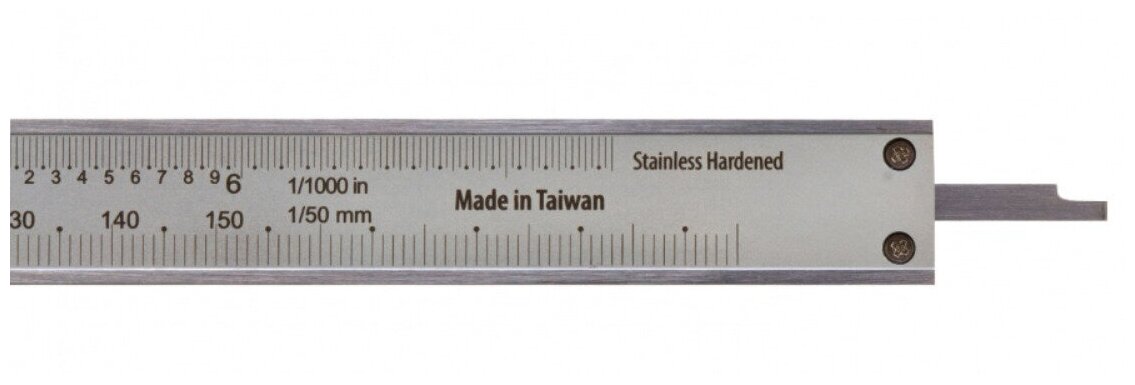 Stainless Hardened
2 3 4 5 6 7 8 9 6
1/1000 in
Made in Taiwan
30 140 150
1/50 mm